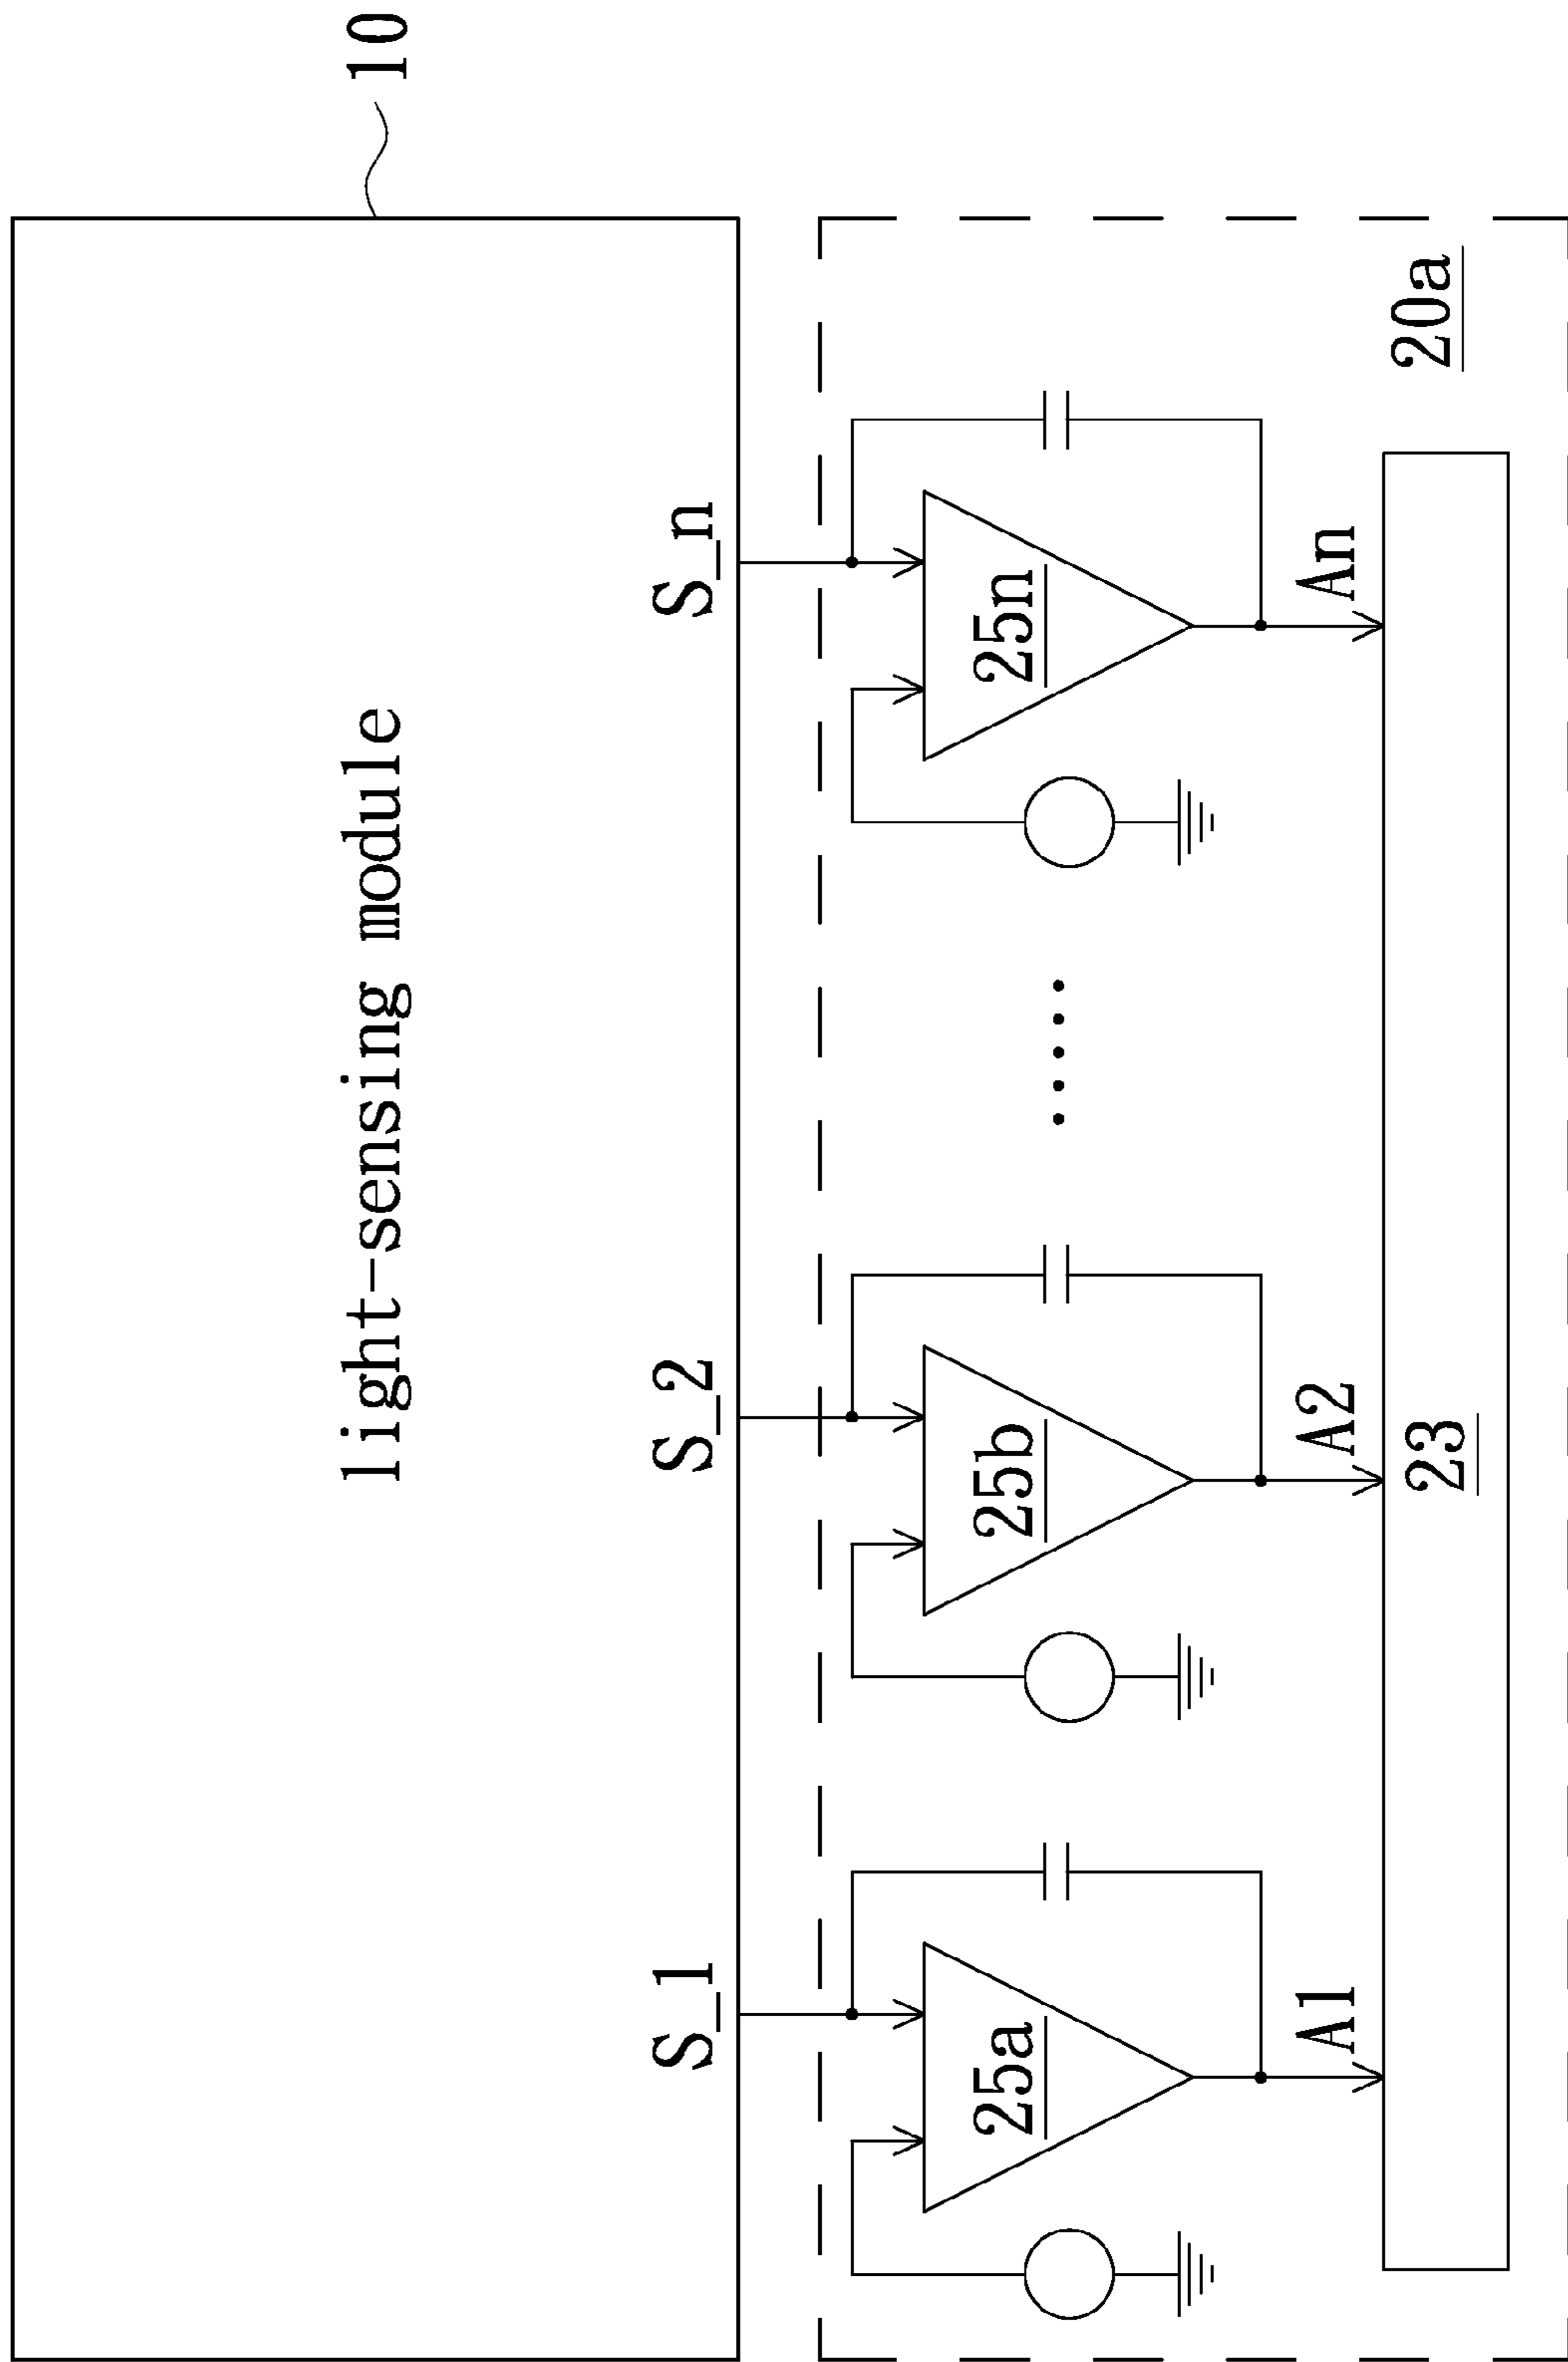 light-sensing module
10
S_1
S_2
S_n
25a
25b
25n
A1
A2
An
23
20a